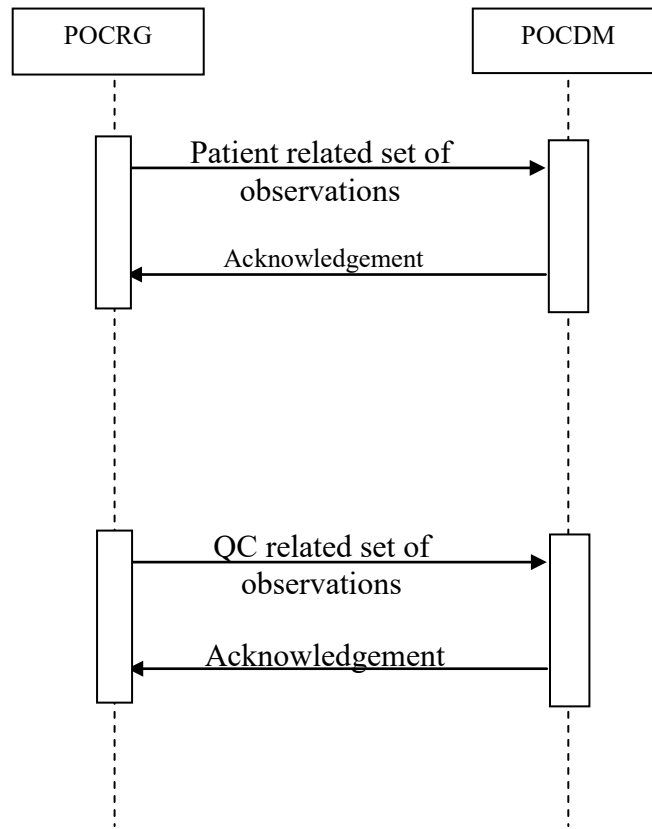 POCRG
POCDM
Patient related set of
observations
Acknowledgement
QC related set of
observations
Acknowledgement